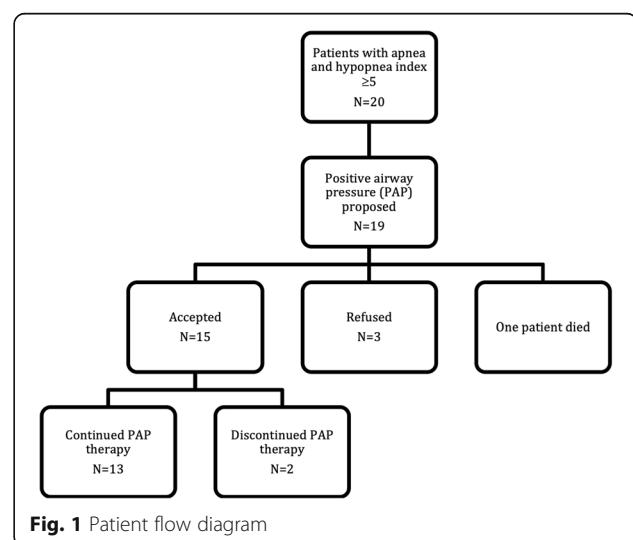 Patients with apnea
and hypopnea index
≥5
N=20
Positive airway
pressure (PAP)
proposed
N=19
Accepted
N=15
Refused
N=3
One patient died
Continued PAP
therapy
N=13
Discontinued PAP
therapy
N=2
Fig. 1 Patient flow diagram